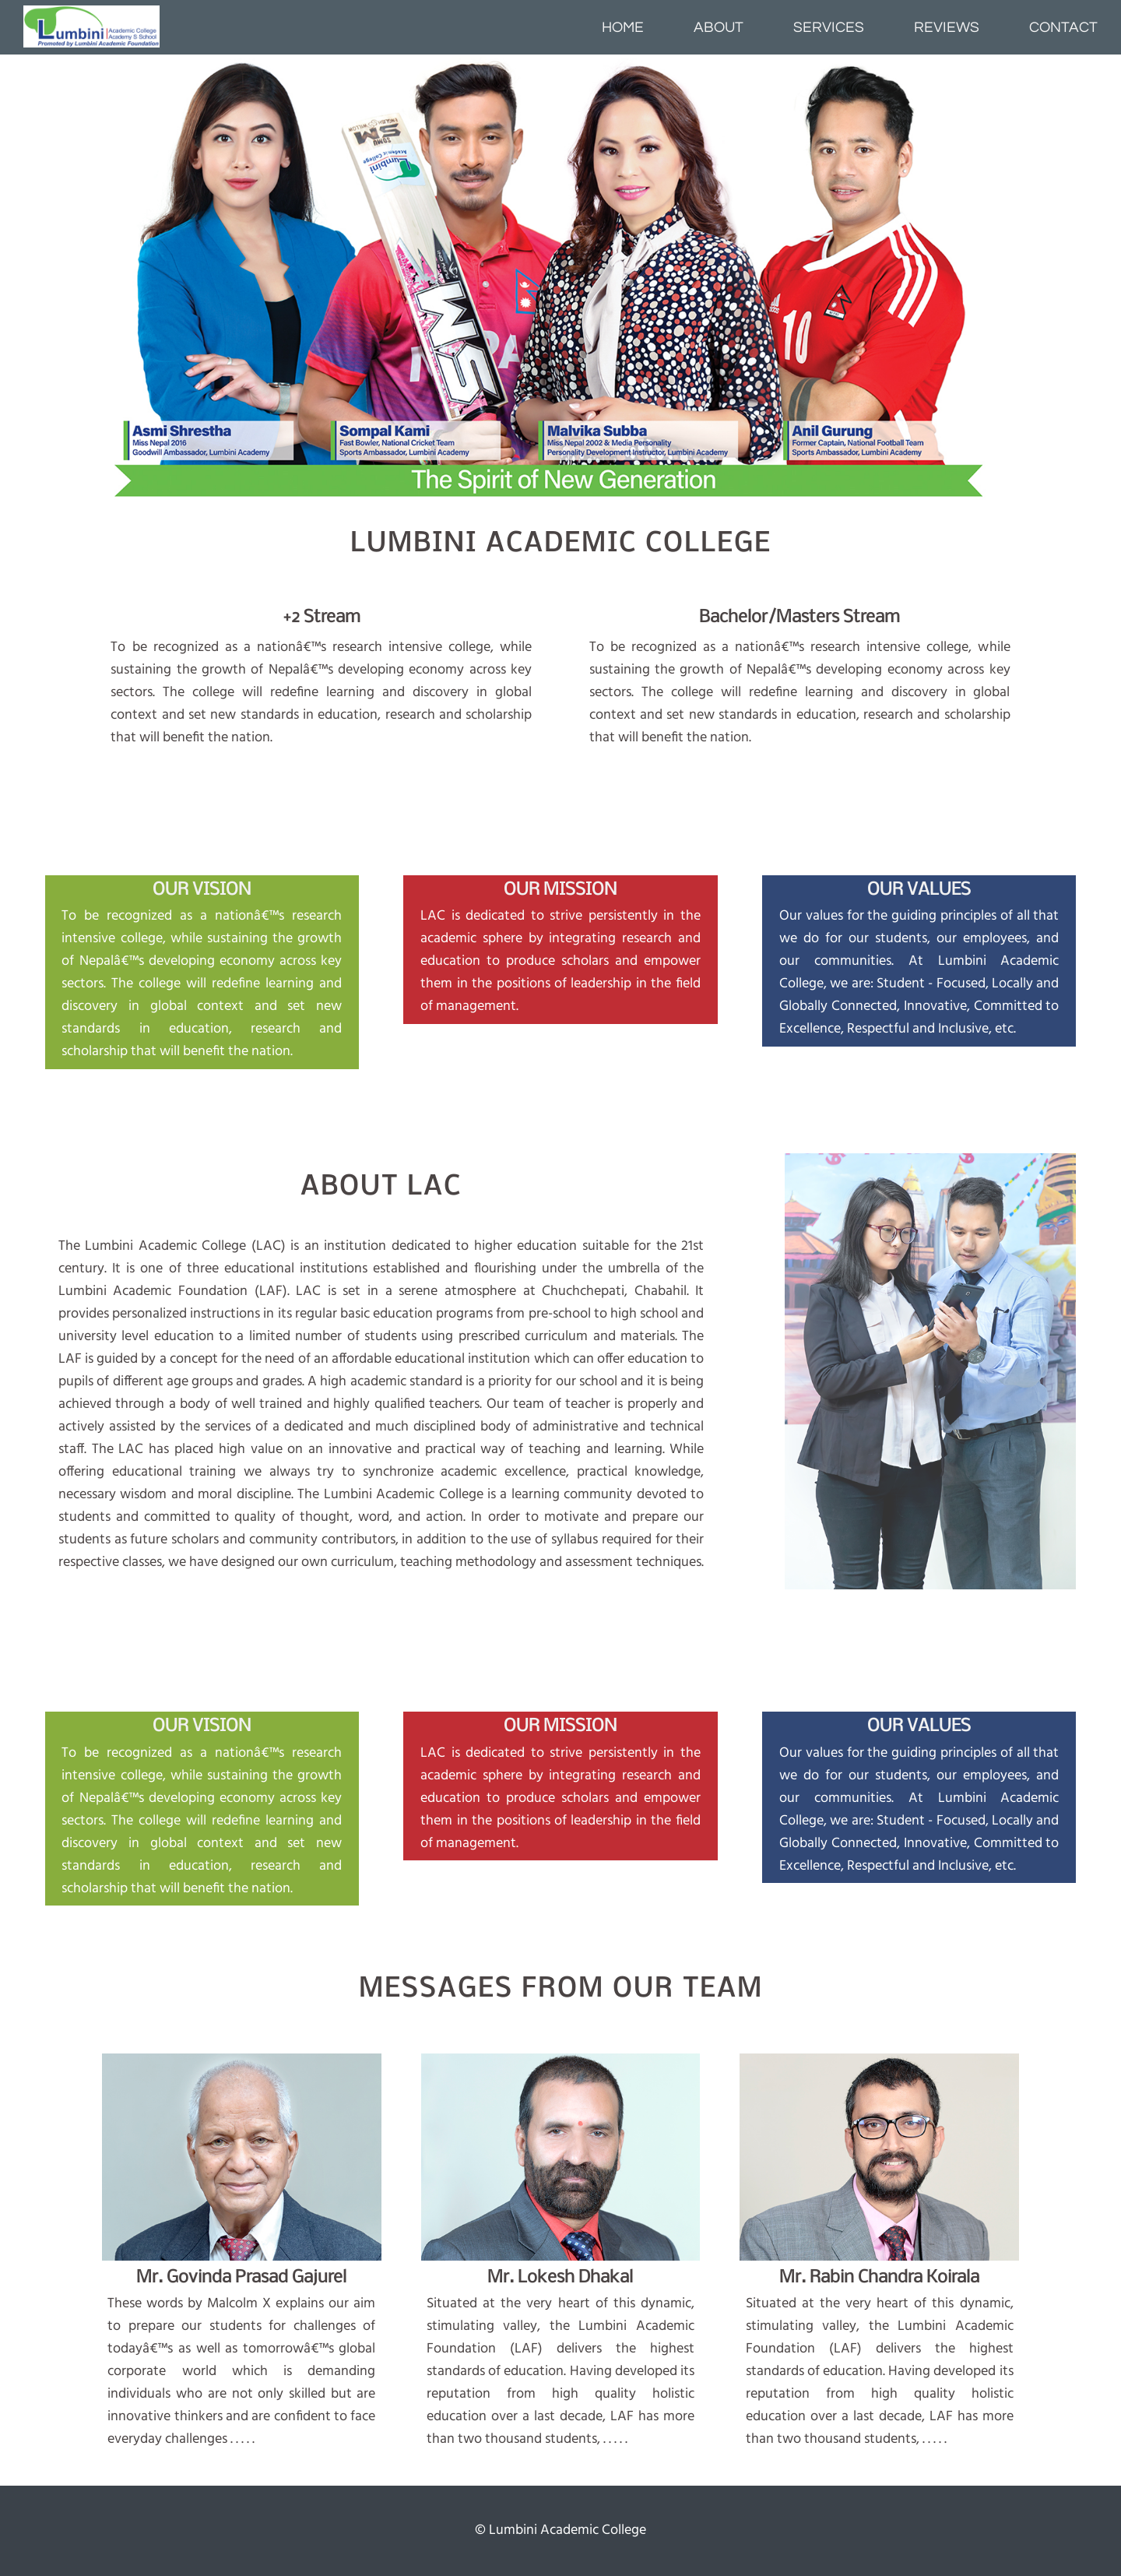 Lumbini Academic College
Academy & School
Promoted by Lumbini Academic Foundation
HOME ABOUT SERVICES REVIEWS CONTACT
SM
Lumbini
Academic College
SM
10
Asmi Shrestha
Miss Nepal 2016
Goodwill Ambassador, Lumbini Academy
Sompal Kami
Fast Bowler, National Cricket Team
Sports Ambassador, Lumbini Academy
Malvika Subba
Miss Nepal 2002 & Media Personality
Personality Development Instructor, Lumbini Academy
Anil Gurung
Former Captain, National Football Team
Sports Ambassador, Lumbini Academy
The Spirit of New Generation
LUMBINI ACADEMIC COLLEGE
+2 Stream
To be recognized as a nationâ€™s research intensive college, while
sustaining the growth of Nepalâ€™s developing economy across key
sectors. The college will redefine learning and discovery in global
context and set new standards in education, research and scholarship
that will benefit the nation.
Bachelor/Masters Stream
To be recognized as a nationâ€™s research intensive college, while
sustaining the growth of Nepalâ€™s developing economy across key
sectors. The college will redefine learning and discovery in global
context and set new standards in education, research and scholarship
that will benefit the nation.
OUR VISION
To be recognized as a nationâ€™s research
intensive college, while sustaining the growth
of Nepalâ€™s developing economy across key
sectors. The college will redefine learning and
discovery in global context and set new
standards in education, research and
scholarship that will benefit the nation.
OUR MISSION
LAC is dedicated to strive persistently in the
academic sphere by integrating research and
education to produce scholars and empower
them in the positions of leadership in the field
of management.
OUR VALUES
Our values for the guiding principles of all that
we do for our students, our employees, and
our communities. At Lumbini Academic
College, we are: Student - Focused, Locally and
Globally Connected, Innovative, Committed to
Excellence, Respectful and Inclusive, etc.
ABOUT LAC
The Lumbini Academic College (LAC) is an institution dedicated to higher education suitable for the 21st
century. It is one of three educational institutions established and flourishing under the umbrella of the
Lumbini Academic Foundation (LAF). LAC is set in a serene atmosphere at Chuchchepati, Chabahil. It
provides personalized instructions in its regular basic education programs from pre-school to high school and
university level education to a limited number of students using prescribed curriculum and materials. The
LAF is guided by a concept for the need of an affordable educational institution which can offer education to
pupils of different age groups and grades. A high academic standard is a priority for our school and it is being
achieved through a body of well trained and highly qualified teachers. Our team of teacher is properly and
actively assisted by the services of a dedicated and much disciplined body of administrative and technical
staff. The LAC has placed high value on an innovative and practical way of teaching and learning. While
offering educational training we always try to synchronize academic excellence, practical knowledge,
necessary wisdom and moral discipline. The Lumbini Academic College is a learning community devoted to
students and committed to quality of thought, word, and action. In order to motivate and prepare our
students as future scholars and community contributors, in addition to the use of syllabus required for their
respective classes, we have designed our own curriculum, teaching methodology and assessment techniques.
OUR VISION
To be recognized as a nationâ€™s research
intensive college, while sustaining the growth
of Nepalâ€™s developing economy across key
sectors. The college will redefine learning and
discovery in global context and set new
standards in education, research and
scholarship that will benefit the nation.
OUR MISSION
LAC is dedicated to strive persistently in the
academic sphere by integrating research and
education to produce scholars and empower
them in the positions of leadership in the field
of management.
OUR VALUES
Our values for the guiding principles of all that
we do for our students, our employees, and
our communities. At Lumbini Academic
College, we are: Student - Focused, Locally and
Globally Connected, Innovative, Committed to
Excellence, Respectful and Inclusive, etc.
MESSAGES FROM OUR TEAM
Mr. Govinda Prasad Gajurel
These words by Malcolm X explains our aim
to prepare our students for challenges of
todayâ€™s as well as tomorrowâ€™s global
corporate world which is demanding
individuals who are not only skilled but are
innovative thinkers and are confident to face
everyday challenges . . . . .
Mr. Lokesh Dhakal
Situated at the very heart of this dynamic,
stimulating valley, the Lumbini Academic
Foundation (LAF) delivers the highest
standards of education. Having developed its
reputation from high quality holistic
education over a last decade, LAF has more
than two thousand students, . . . . .
Mr. Rabin Chandra Koirala
Situated at the very heart of this dynamic,
stimulating valley, the Lumbini Academic
Foundation (LAF) delivers the highest
standards of education. Having developed its
reputation from high quality holistic
education over a last decade, LAF has more
than two thousand students, . . . . .
© Lumbini Academic College